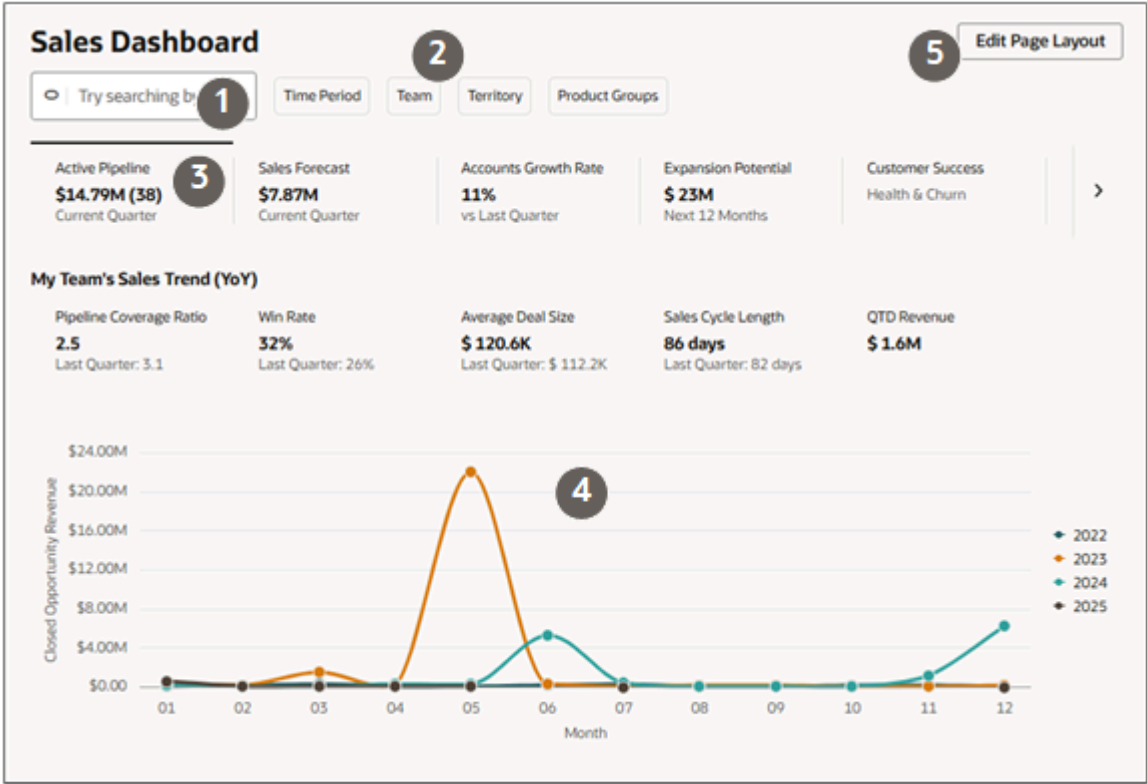 Sales Dashboard
2
5
Edit Page Layout
Try searching
1
Time Period
Team
Territory
Product Groups
Active Pipeline
3
$14.79M (38)
Current Quarter
Sales Forecast
$7.87M
Current Quarter
Accounts Growth Rate
11%
vs Last Quarter
Expansion Potential
$ 23M
Next 12 Months
Customer Success
Health & Churn
My Team's Sales Trend (YoY)
Pipeline Coverage Ratio
2.5
Last Quarter: 3.1
Win Rate
32%
Last Quarter: 26%
Average Deal Size
$ 120.6K
Last Quarter: $ 112.2K
Sales Cycle Length
86 days
Last Quarter: 82 days
QTD Revenue
$ 1.6M
Closed Opportunity Revenue
$24.00M
$20.00M
$16.00M
$12.00M
$8.00M
$4.00M
$0.00
4
01 02 03 04 05 06 07 08 09 10 11 12
Month
2022
2023
2024
2025